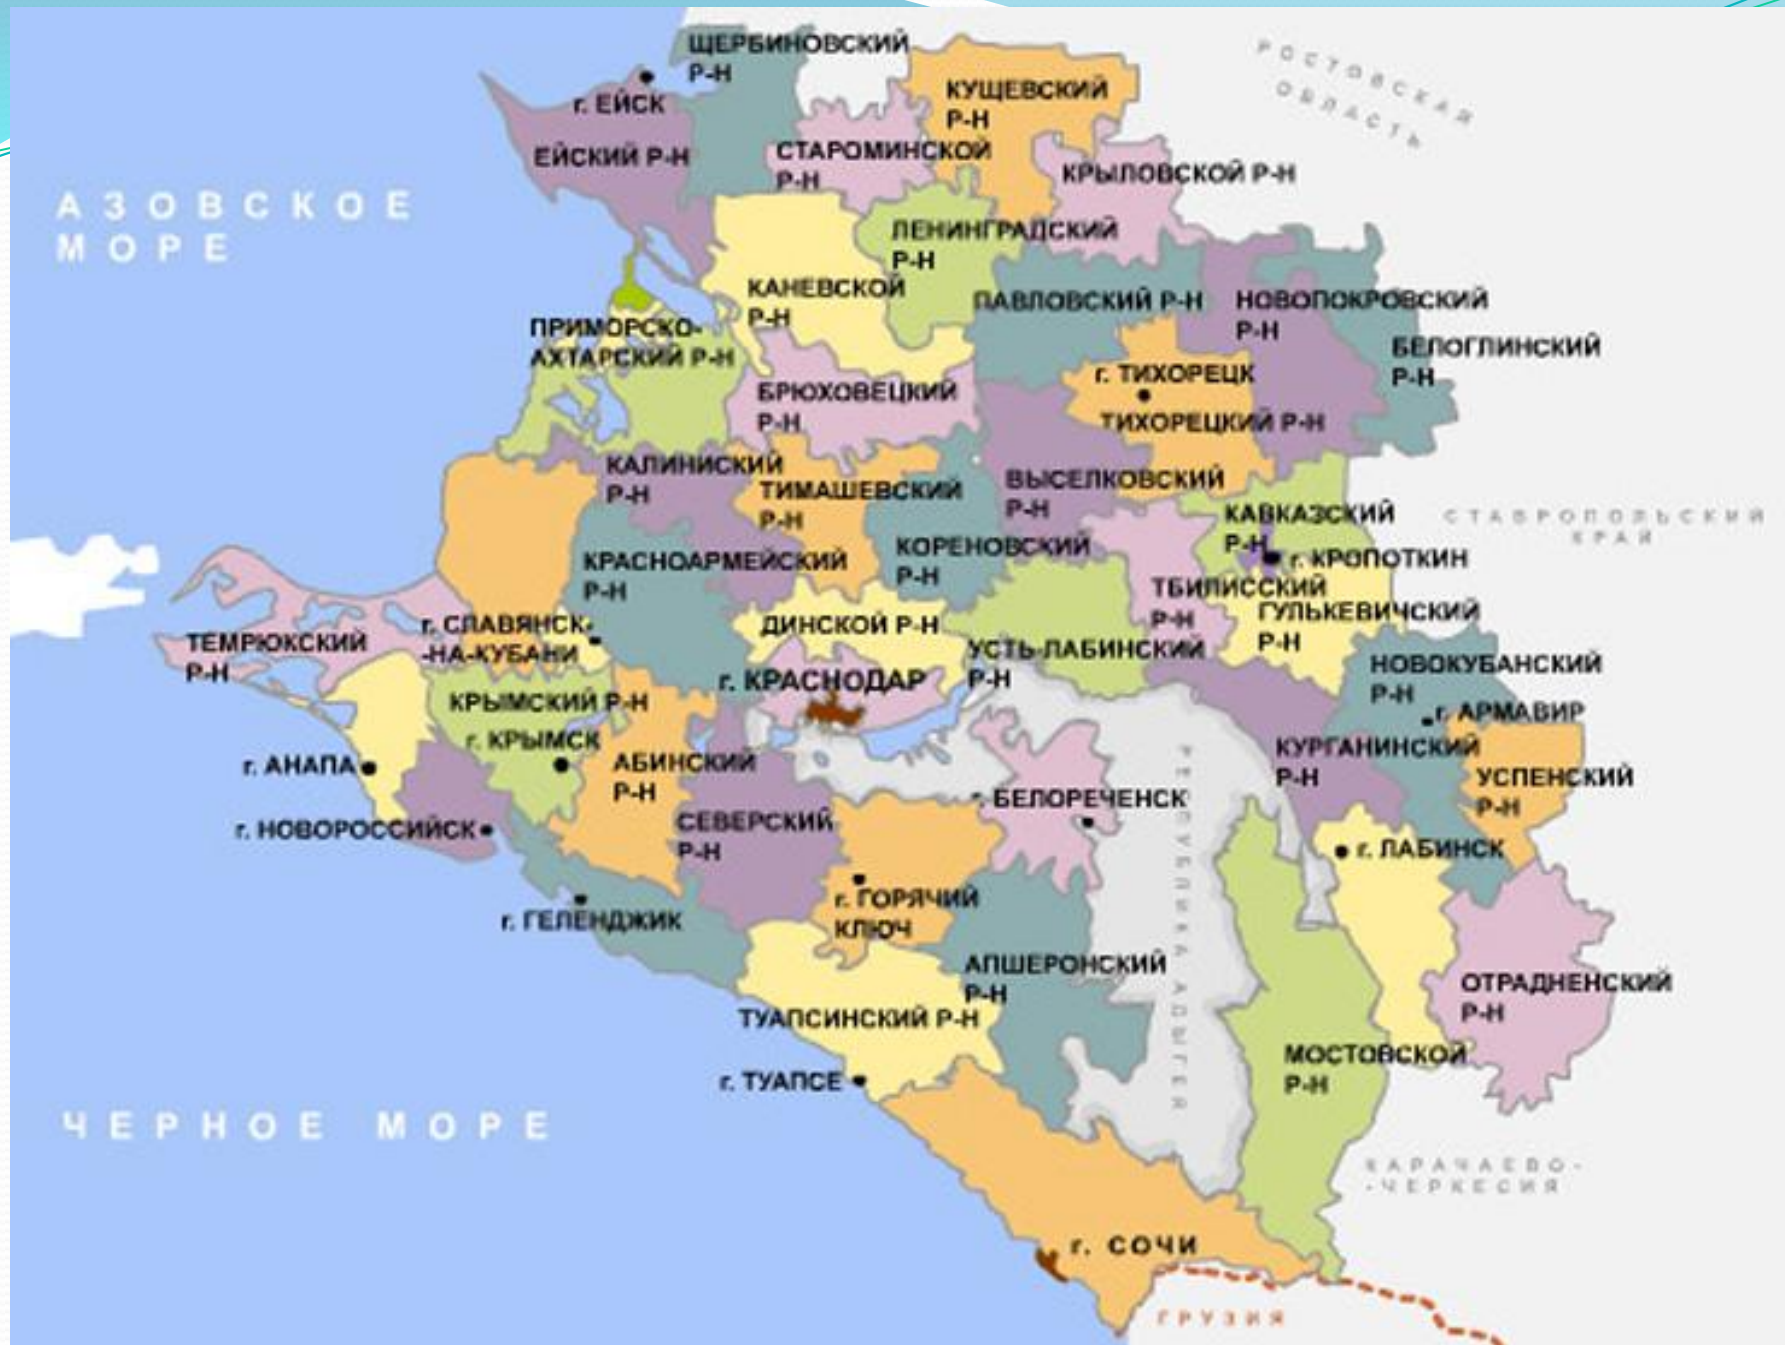 ЩЕРБИНОВСКИЙ
Р-Н
г. ЕЙСК
ЕЙСКИЙ Р-Н
КУЩЕВСКИЙ
Р-Н
РОСТОВСКАЯ
ОБЛАСТЬ
СТАРОМИНСКОЙ
Р-Н
КРЫЛОВСКОЙ Р-Н
АЗОВСКОЕ
МОРЕ
ЛЕНИНГРАДСКИЙ
Р-Н
КАНЕВСКОЙ
Р-Н
ПАВЛОВСКИЙ Р-Н
НОВОПОКРОВСКИЙ
Р-Н
ПРИМОРСКО-
АХТАРСКИЙ Р-Н
БЕЛОГЛИНСКИЙ
Р-Н
БРЮХОВЕЦКИЙ
Р-Н
г. ТИХОРЕЦК
ТИХОРЕЦКИЙ Р-Н
КАЛИНИСКИЙ
Р-Н
ТИМАШЕВСКИЙ
Р-Н
ВЫСЕЛКОВСКИЙ
Р-Н
КАВКАЗСКИЙ
Р-Н
г. КРОПОТКИН
СТАВРОПОЛЬСКИЙ
КРАЙ
КРАСНОАРМЕЙСКИЙ
Р-Н
КОРЕНОВСКИЙ
Р-Н
ТБИЛИССКИЙ
Р-Н
ГУЛЬКЕВИЧСКИЙ
Р-Н
ТЕМРЮКСКИЙ
Р-Н
г. СЛАВЯНСК-
-НА-КУБАНИ
ДИНСКОЙ Р-Н
УСТЬ-ЛАБИНСКИЙ
Р-Н
НОВОКУБАНСКИЙ
Р-Н
г. КРАСНОДАР
КРЫМСКИЙ Р-Н
г. КРЫМСК
г. АРМАВИР
г. АНАПА
АБИНСКИЙ
Р-Н
КУРГАНИНСКИЙ
Р-Н
УСПЕНСКИЙ
Р-Н
г. БЕЛОРЕЧЕНСК
РЕСПУБЛИКА АДЫГЕЯ
г. НОВОРОССИЙСК
СЕВЕРСКИЙ
Р-Н
г. ЛАБИНСК
г. ГОРЯЧИЙ
КЛЮЧ
г. ГЕЛЕНДЖИК
АПШЕРОНСКИЙ
Р-Н
ОТРАДНЕНСКИЙ
Р-Н
ТУАПСИНСКИЙ Р-Н
МОСТОВСКОЙ
Р-Н
г. ТУАПСЕ
ЧЕРНОЕ МОРЕ
КАРАЧАЕВО-
-ЧЕРКЕСИЯ
г. СОЧИ
ГРУЗИЯ